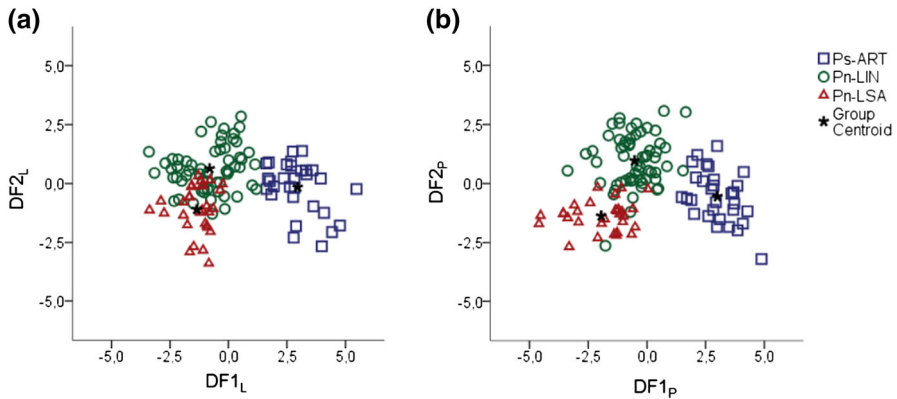 (a)
5,0
2,5
0,0
-2,5
-5,0
DF2L
-5,0 -2,5 0,0 2,5 5,0
DF1L
(b)
5,0
2,5
0,0
-2,5
-5,0
DF2P
-5,0 -2,5 0,0 2,5 5,0
DF1P
Ps-ART
Pn-LIN
Pn-LSA
Group
Centroid